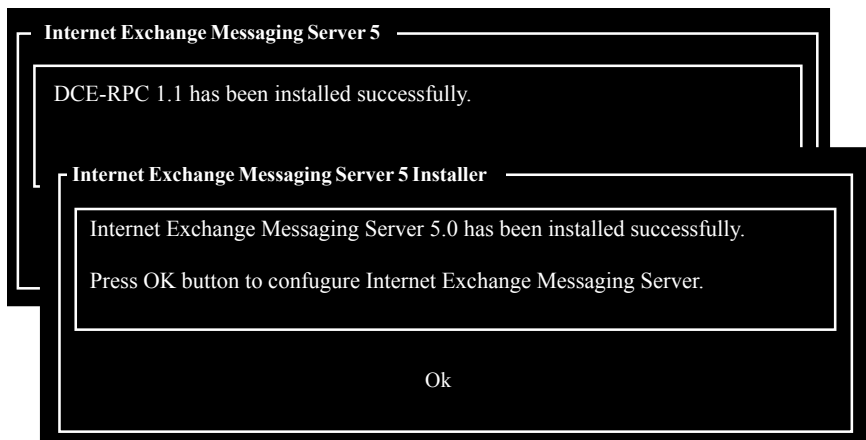 Internet Exchange Messaging Server 5
DCE-RPC 1.1 has been installed successfully.
Internet Exchange Messaging Server 5 Installer
Internet Exchange Messaging Server 5.0 has been installed successfully.
Press OK button to confugure Internet Exchange Messaging Server.
Ok